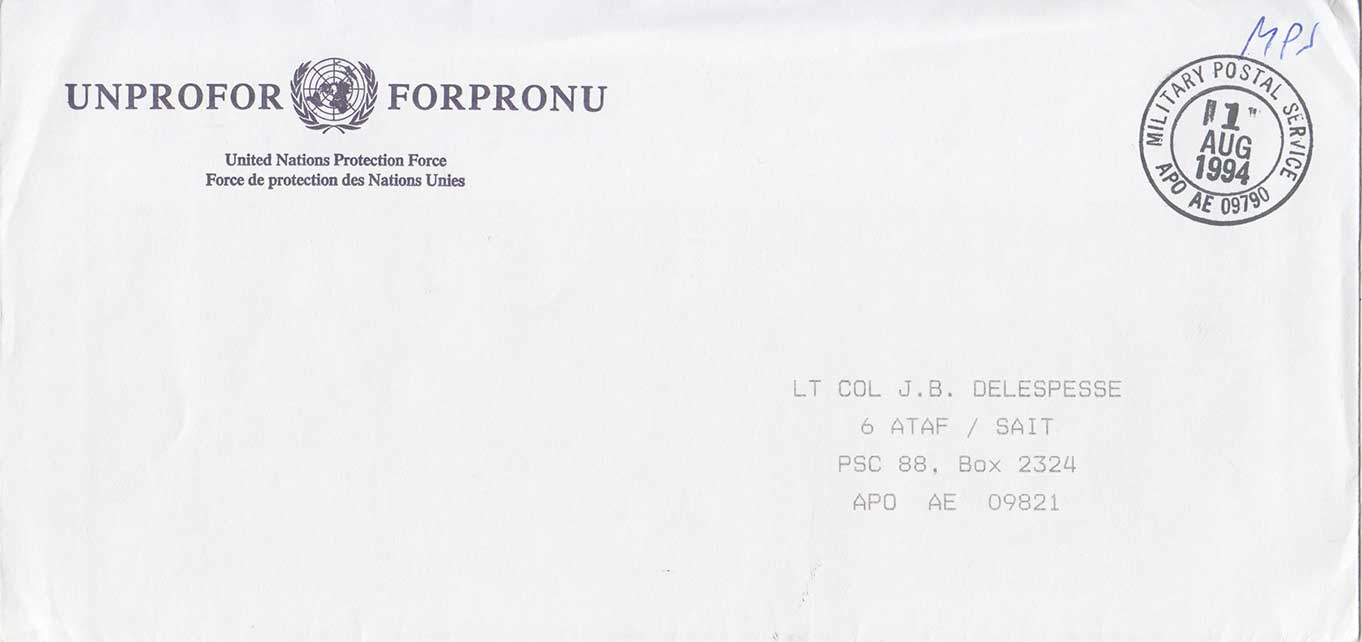 MPS
UNPROFOR FORPRONU
United Nations Protection Force
Force de protection des Nations Unies
MILITARY POSTAL SERVICE
1
AUG
1994
APO AE 09790
LT COL J.B. DELESPESSE
6 ATAF / SAIT
PSC 88, Box 2324
APO AE 09821